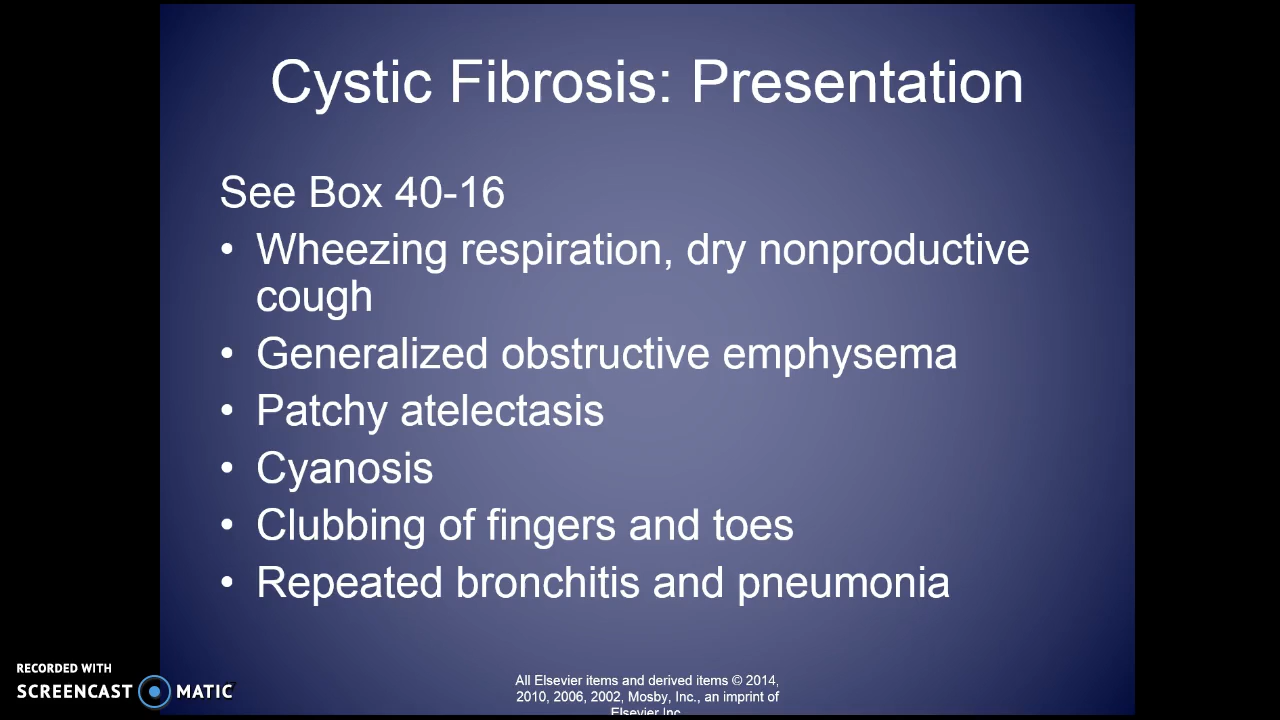 Cystic Fibrosis: Presentation
See Box 40-16
• Wheezing respiration, dry nonproductive
cough
• Generalized obstructive emphysema
• Patchy atelectasis
• Cyanosis
• Clubbing of fingers and toes
• Repeated bronchitis and pneumonia
All Elsevier items and derived items © 2014,
2010, 2006, 2002, Mosby, Inc., an imprint of
Elsevier Inc.
RECORDED WITH
SCREENCAST MATIC